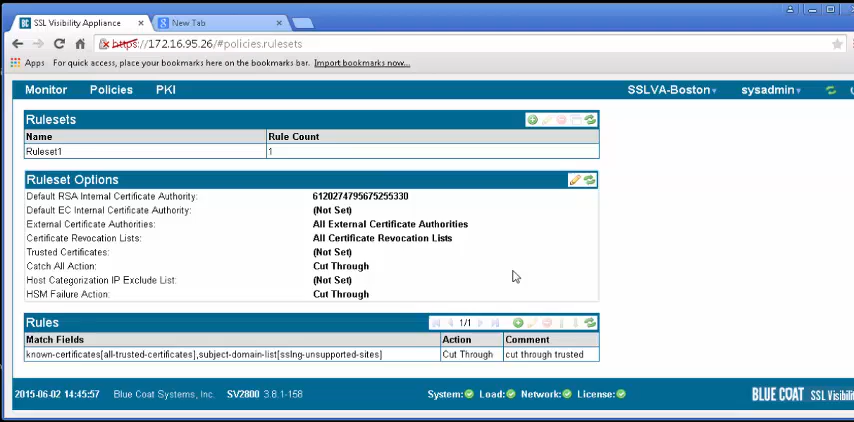 SSL Visibility Appliance
New Tab
https://172.16.95.26/#policies.rulesets
Apps For quick access, place your bookmarks here on the bookmarks bar. Import bookmarks now...
Monitor Policies PKI SSLVA-Boston sysadmin
Rulesets
Name Rule Count
Ruleset1 1
Ruleset Options
Default RSA Internal Certificate Authority: 6120274795675255330
Default EC Internal Certificate Authority: (Not Set)
External Certificate Authorities: All External Certificate Authorities
Certificate Revocation Lists: All Certificate Revocation Lists
Trusted Certificates: (Not Set)
Catch All Action: Cut Through
Host Categorization IP Exclude List: (Not Set)
HSM Failure Action: Cut Through
Rules 1/1
Match Fields Action Comment
known-certificates[all-trusted-certificates],subject-domain-list[sslng-unsupported-sites] Cut Through cut through trusted
2015-06-02 14:45:57 Blue Coat Systems, Inc. SV2800 3.8.1-158 System: Load: Network: License: BLUE COAT SSL Visibili